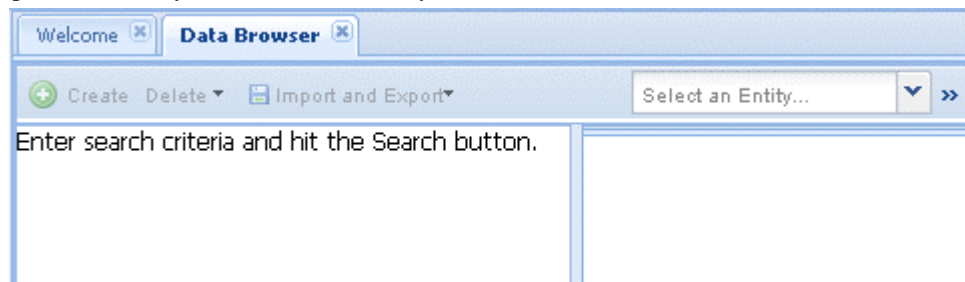 Welcome Data Browser
Create Delete Import and Export Select an Entity... »
Enter search criteria and hit the Search button.